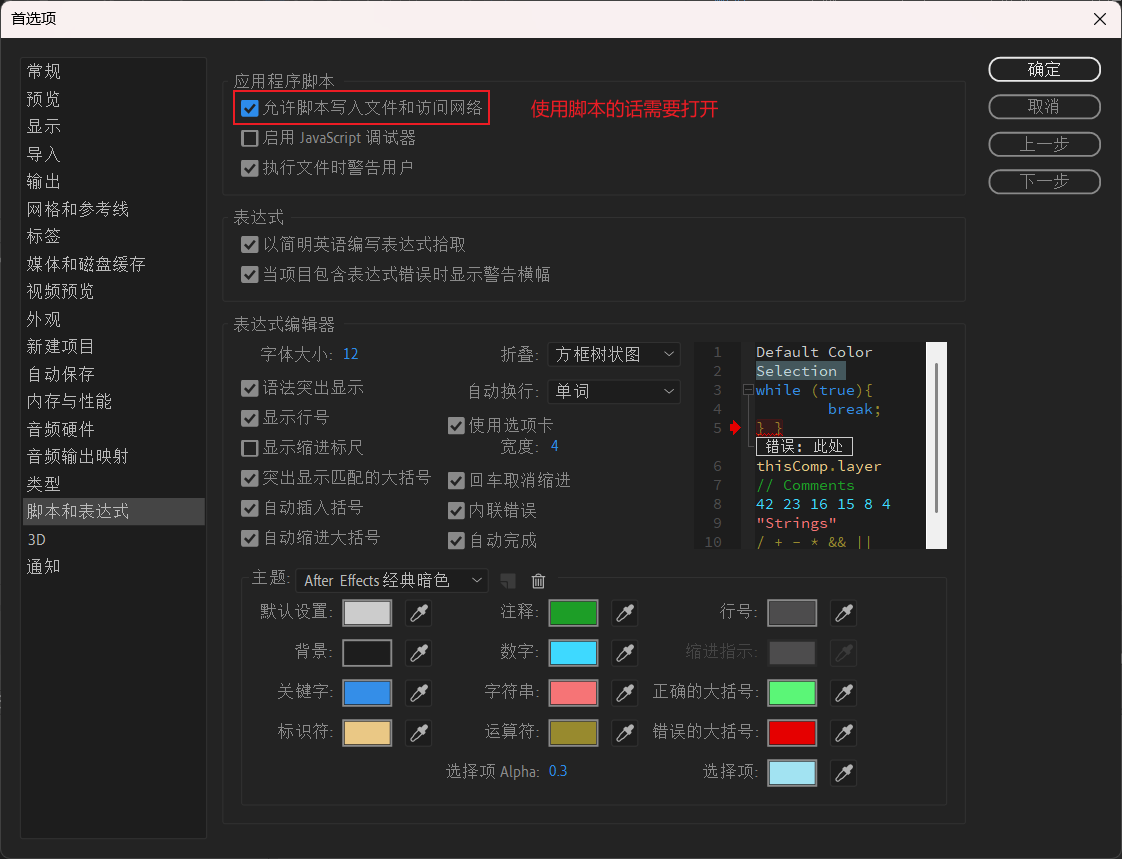 首选项
常规
预览
显示
导入
输出
网格和参考线
标签
媒体和磁盘缓存
视频预览
外观
新建项目
自动保存
内存与性能
音频硬件
音频输出映射
类型
脚本和表达式
3D
通知
应用程序脚本
允许脚本写入文件和访问网络
使用脚本的话需要打开
启用 JavaScript 调试器
执行文件时警告用户
表达式
以简明英语编写表达式拾取
当项目包含表达式错误时显示警告横幅
表达式编辑器
字体大小: 12
折叠: 方框树状图
语法突出显示
自动换行: 单词
显示行号
使用选项卡
显示缩进标尺
宽度: 4
突出显示匹配的大括号
回车取消缩进
自动插入括号
内联错误
自动缩进大括号
自动完成
1 Default Color
2 Selection
3 while (true){
4 break;
5 } }
错误: 此处
6 thisComp.layer
7 // Comments
8 42 23 16 15 8 4
9 "Strings"
10 / + - * && ||
主题: After Effects 经典暗色
默认设置: 注释: 行号:
背景: 数字: 缩进指示:
关键字: 字符串: 正确的大括号:
标识符: 运算符: 错误的大括号:
选择项 Alpha: 0.3 选择项:
确定
取消
上一步
下一步